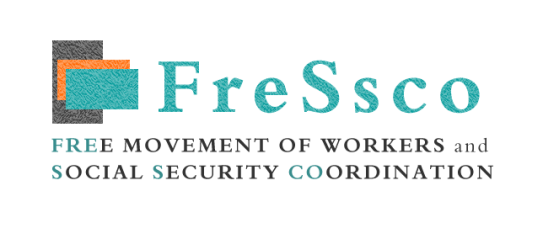 FreSsco
FREE MOVEMENT OF WORKERS and
SOCIAL SECURITY COORDINATION